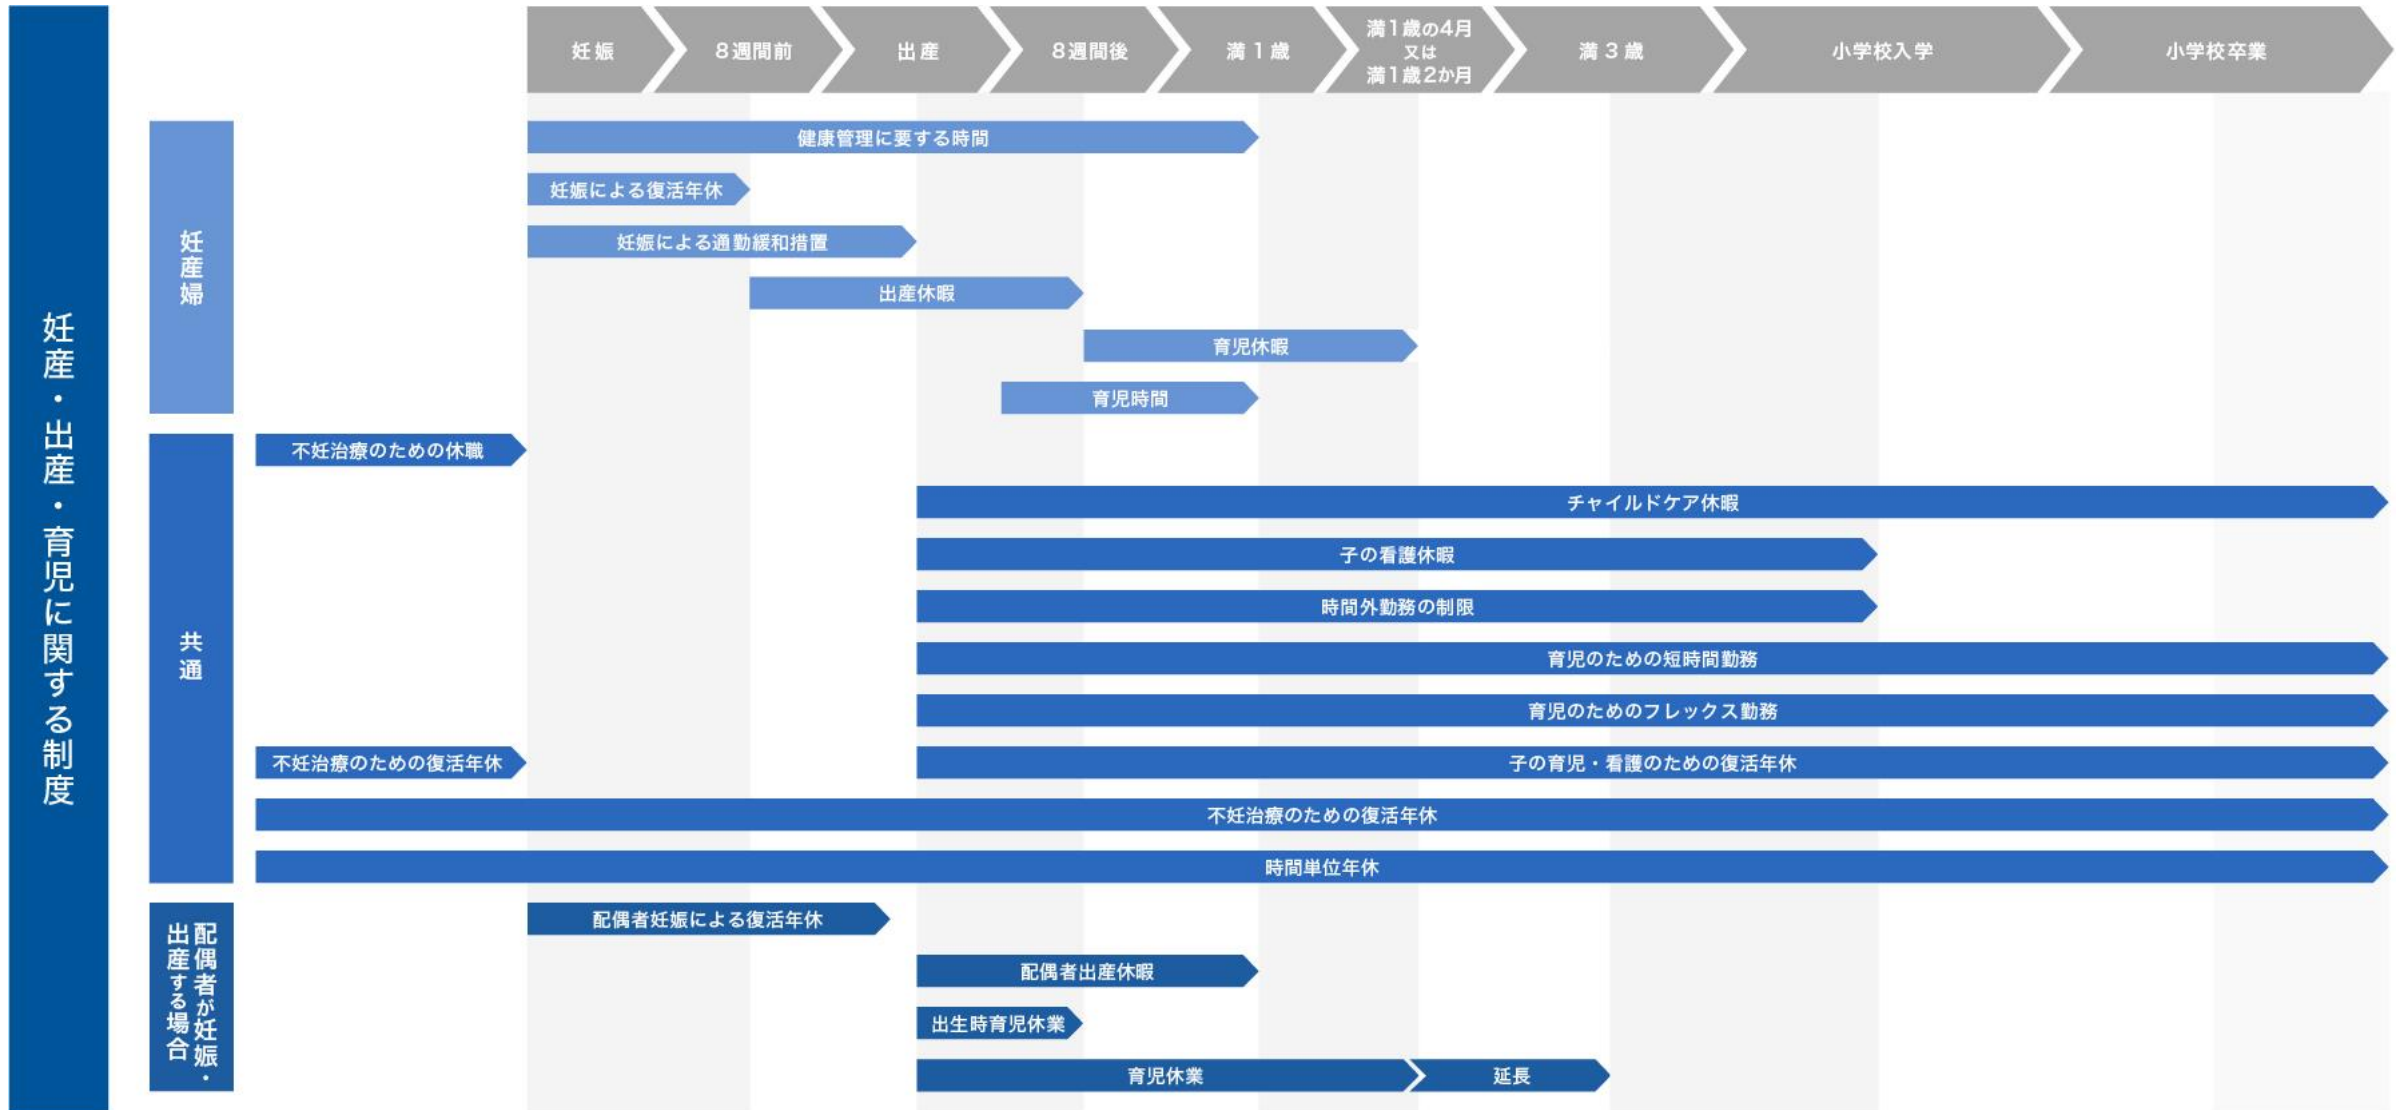 妊産・出産・育児に関する制度
妊娠
8週間前
出産
8週間後
満1歳
満1歳の4月
又は
満1歳2か月
満3歳
小学校入学
小学校卒業
妊産婦
健康管理に要する時間
妊娠による復活年休
妊娠による通勤緩和措置
出産休暇
育児休暇
育児時間
共通
不妊治療のための休職
チャイルドケア休暇
子の看護休暇
時間外勤務の制限
育児のための短時間勤務
育児のためのフレックス勤務
不妊治療のための復活年休
子の育児・看護のための復活年休
不妊治療のための復活年休
時間単位年休
配偶者が妊娠・
出産する場合
配偶者妊娠による復活年休
配偶者出産休暇
出生時育児休業
育児休業
延長